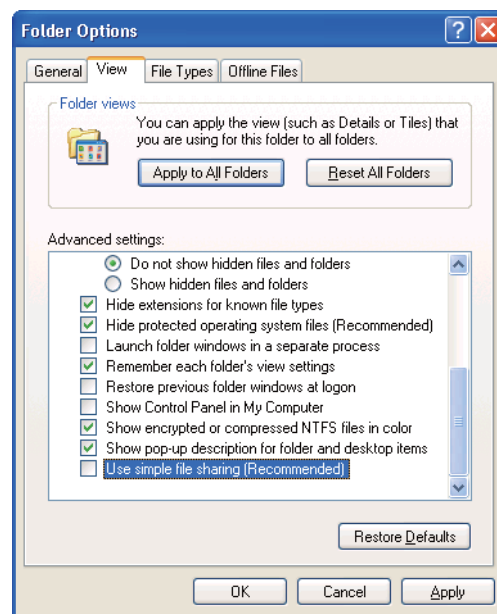 Folder Options
General View File Types Offline Files
Folder views
You can apply the view (such as Details or Tiles) that
you are using for this folder to all folders.
Apply to All Folders Reset All Folders
Advanced settings:
Do not show hidden files and folders
Show hidden files and folders
Hide extensions for known file types
Hide protected operating system files (Recommended)
Launch folder windows in a separate process
Remember each folder's view settings
Restore previous folder windows at logon
Show Control Panel in My Computer
Show encrypted or compressed NTFS files in color
Show pop-up description for folder and desktop items
Use simple file sharing (Recommended)
Restore Defaults
OK Cancel Apply